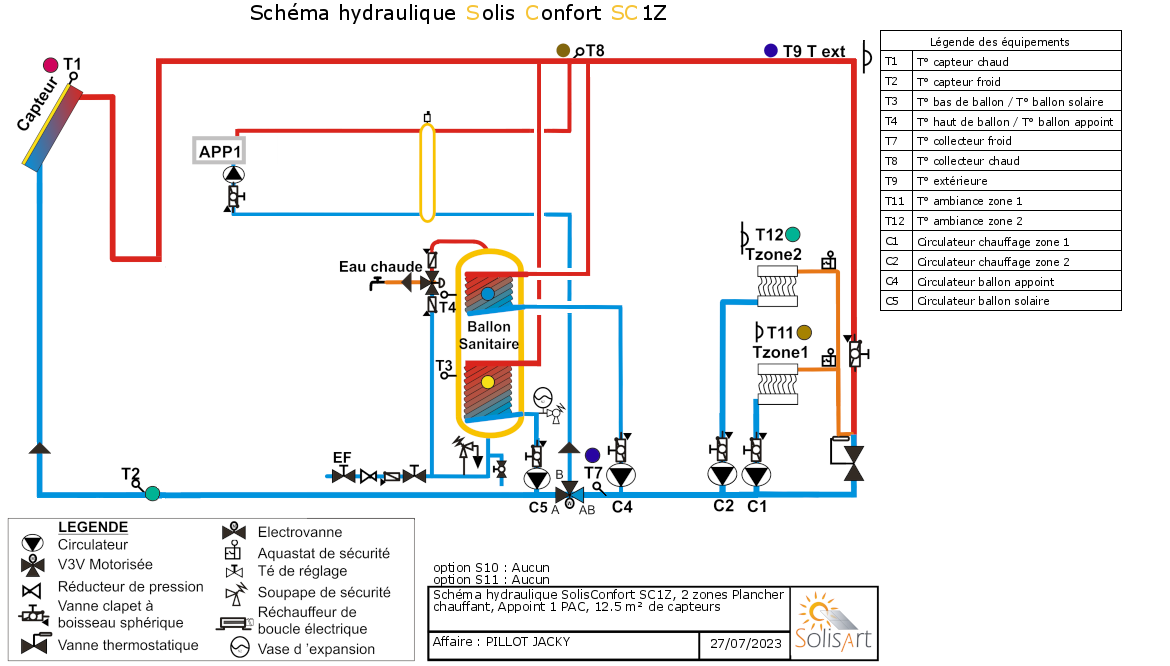 Schéma hydraulique Solis Confort SC1Z
T1
Capteur
T8
T9 T ext
APP1
Eau chaude
T4
Ballon
Sanitaire
T3
T12
Tzone2
T11
Tzone1
EF
T2
C5
A
B
AB
T7
C4
C2
C1
Légende des équipements
T1 T° capteur chaud
T2 T° capteur froid
T3 T° bas de ballon / T° ballon solaire
T4 T° haut de ballon / T° ballon appoint
T7 T° collecteur froid
T8 T° collecteur chaud
T9 T° extérieure
T11 T° ambiance zone 1
T12 T° ambiance zone 2
C1 Circulateur chauffage zone 1
C2 Circulateur chauffage zone 2
C4 Circulateur ballon appoint
C5 Circulateur ballon solaire
LEGENDE
Circulateur
V3V Motorisée
Réducteur de pression
Vanne clapet à
boisseau sphérique
Vanne thermostatique
Electrovanne
Aquastat de sécurité
Té de réglage
Soupape de sécurité
Réchauffeur de
boucle électrique
Vase d 'expansion
option S10 : Aucun
option S11 : Aucun
Schéma hydraulique SolisConfort SC1Z, 2 zones Plancher
chauffant, Appoint 1 PAC, 12.5 m² de capteurs
Affaire : PILLOT JACKY
27/07/2023
SolisArt